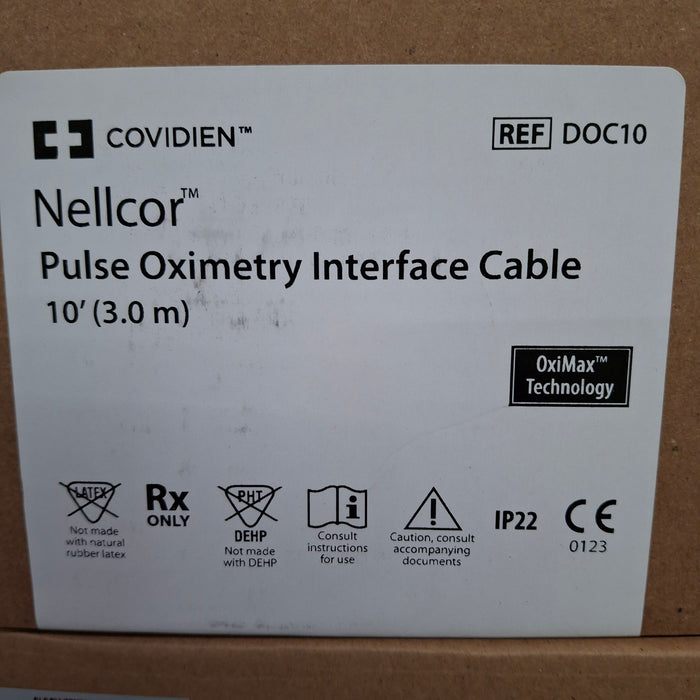 COVIDIEN™
REF DOC10
Nellcor™
Pulse Oximetry Interface Cable
10' (3.0 m)
OxiMax™
Technology
LATEX
Not made
with natural
rubber latex
Rx
ONLY
PHT
DEHP
Not made
with DEHP
i
Consult
instructions
for use
!
Caution, consult
accompanying
documents
IP22
CE
0123